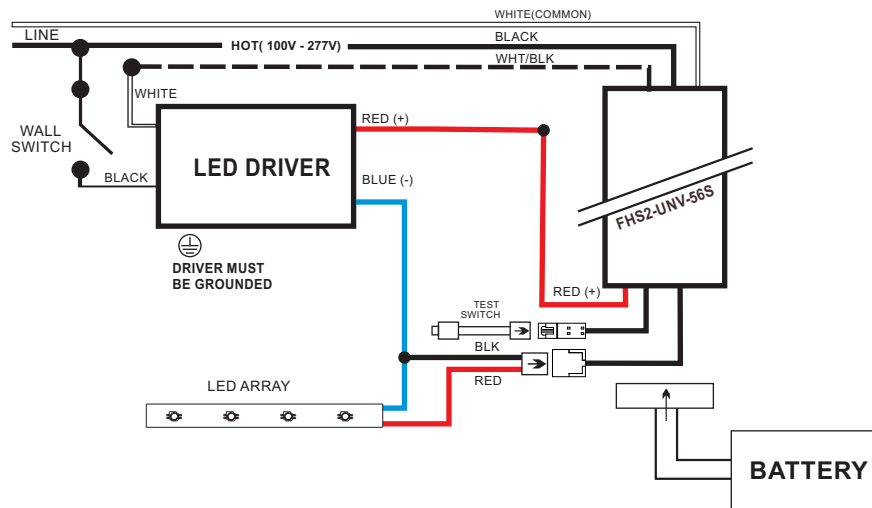 WHITE(COMMON)
LINE
HOT( 100V - 277V)
BLACK
WHT/BLK
WHITE
WALL
SWITCH
RED (+)
LED DRIVER
BLACK
BLUE (-)
FHS2-UNV-56S
DRIVER MUST
BE GROUNDED
RED (+)
TEST
SWITCH
BLK
RED
LED ARRAY
BATTERY